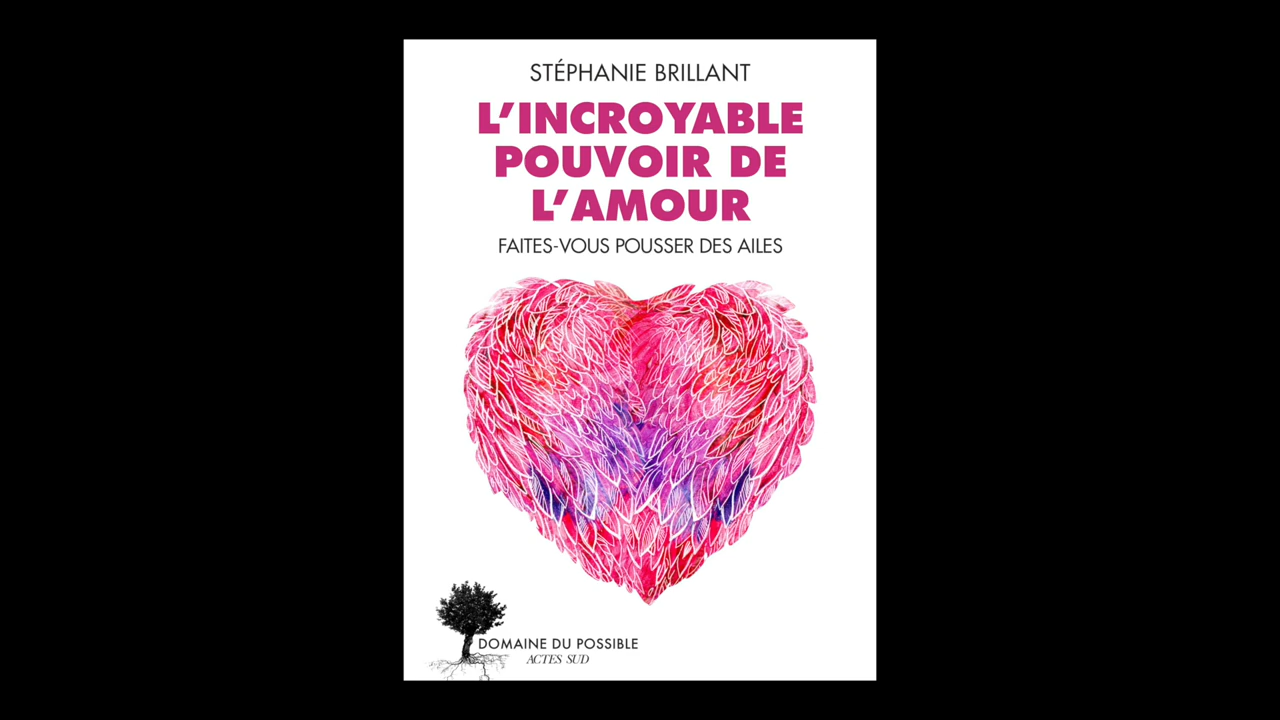 STÉPHANIE BRILLANT
L'INCROYABLE
POUVOIR DE
L'AMOUR
FAITES-VOUS POUSSER DES AILES
DOMAINE DU POSSIBLE
ACTES SUD